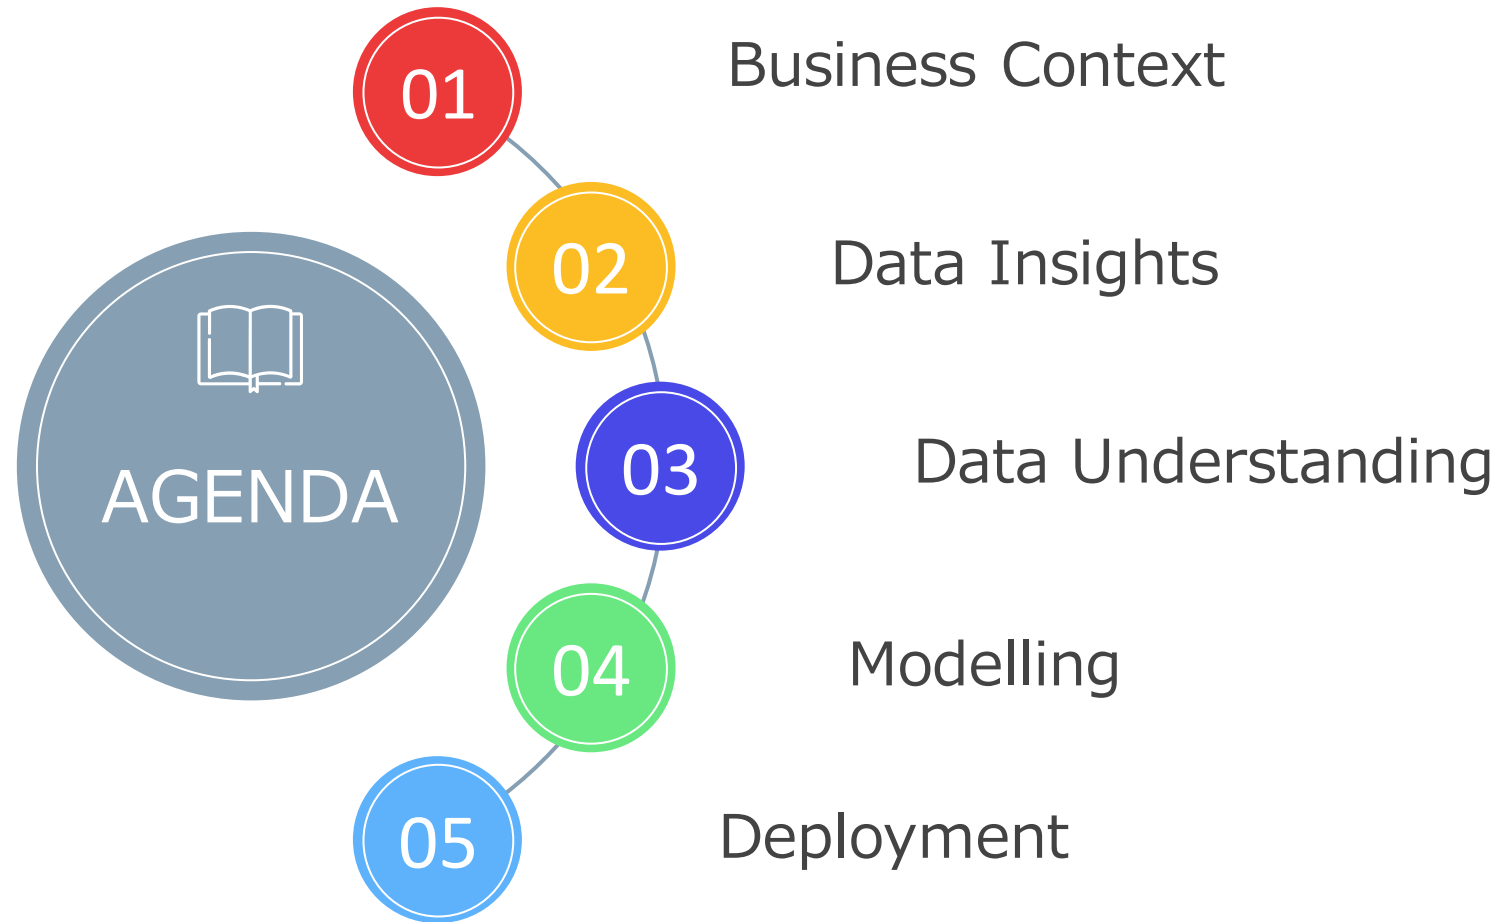 AGENDA
01
Business Context
02
Data Insights
03
Data Understanding
04
Modelling
05
Deployment